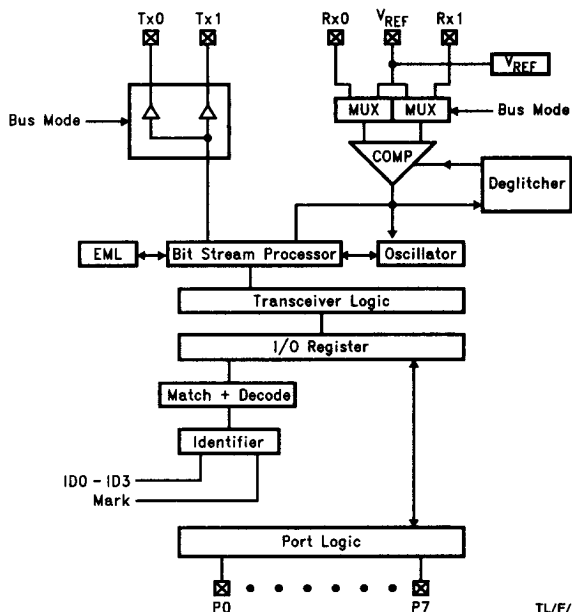 Tx0 Tx1 Rx0 VREF Rx1
VREF
MUX MUX
Bus Mode
Bus Mode
COMP
Deglitcher
EML
Bit Stream Processor
Oscillator
Transceiver Logic
I/O Register
Match + Decode
Identifier
ID0 - ID3
Mark
Port Logic
P0 P7
TL/F/